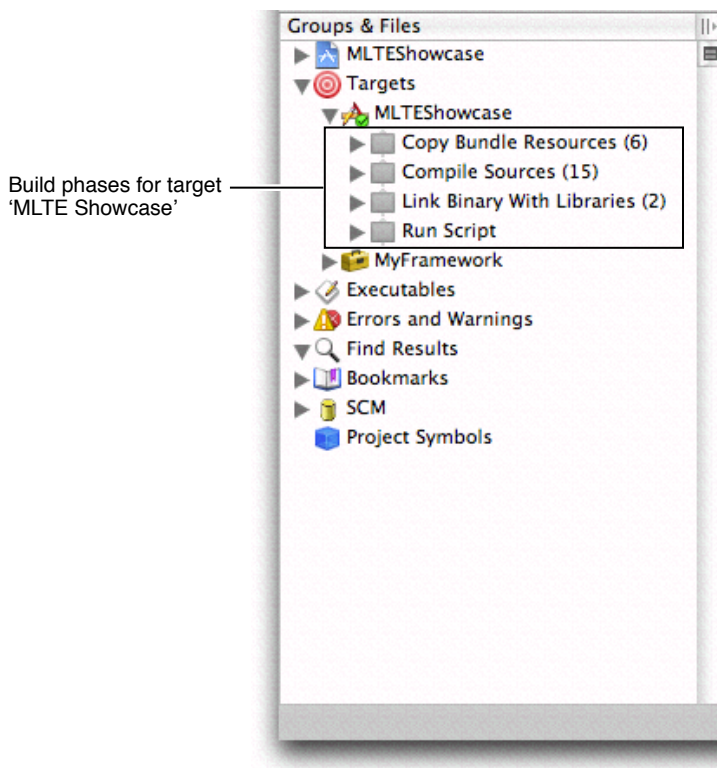 Groups & Files
MLTEShowcase
Targets
MLTEShowcase
Copy Bundle Resources (6)
Compile Sources (15)
Link Binary With Libraries (2)
Run Script
Build phases for target
‘MLTE Showcase’
MyFramework
Executables
Errors and Warnings
Find Results
Bookmarks
SCM
Project Symbols